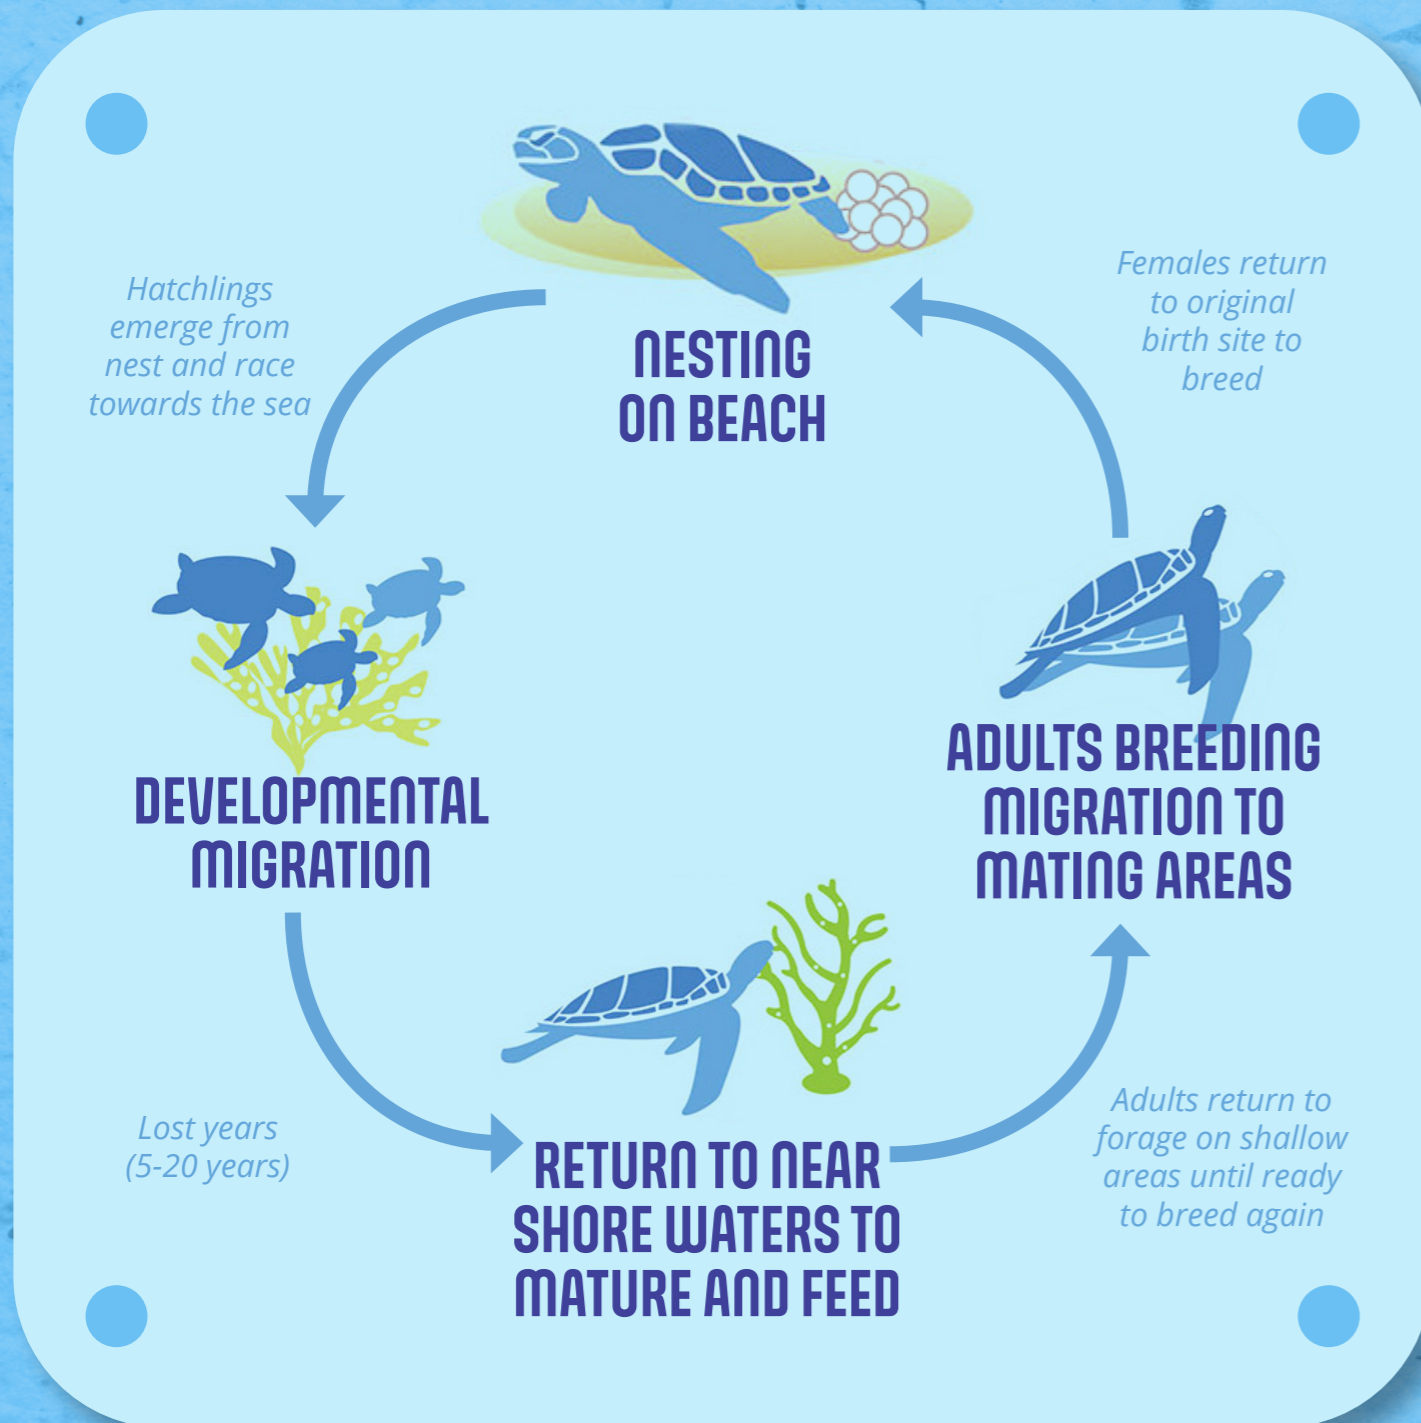 NESTING
ON BEACH
Hatchlings
emerge from
nest and race
towards the sea
DEVELOPMENTAL
MIGRATION
Lost years
(5-20 years)
RETURN TO NEAR
SHORE WATERS TO
MATURE AND FEED
Adults return to
forage on shallow
areas until ready
to breed again
ADULTS BREEDING
MIGRATION TO
MATING AREAS
Females return
to original
birth site to
breed